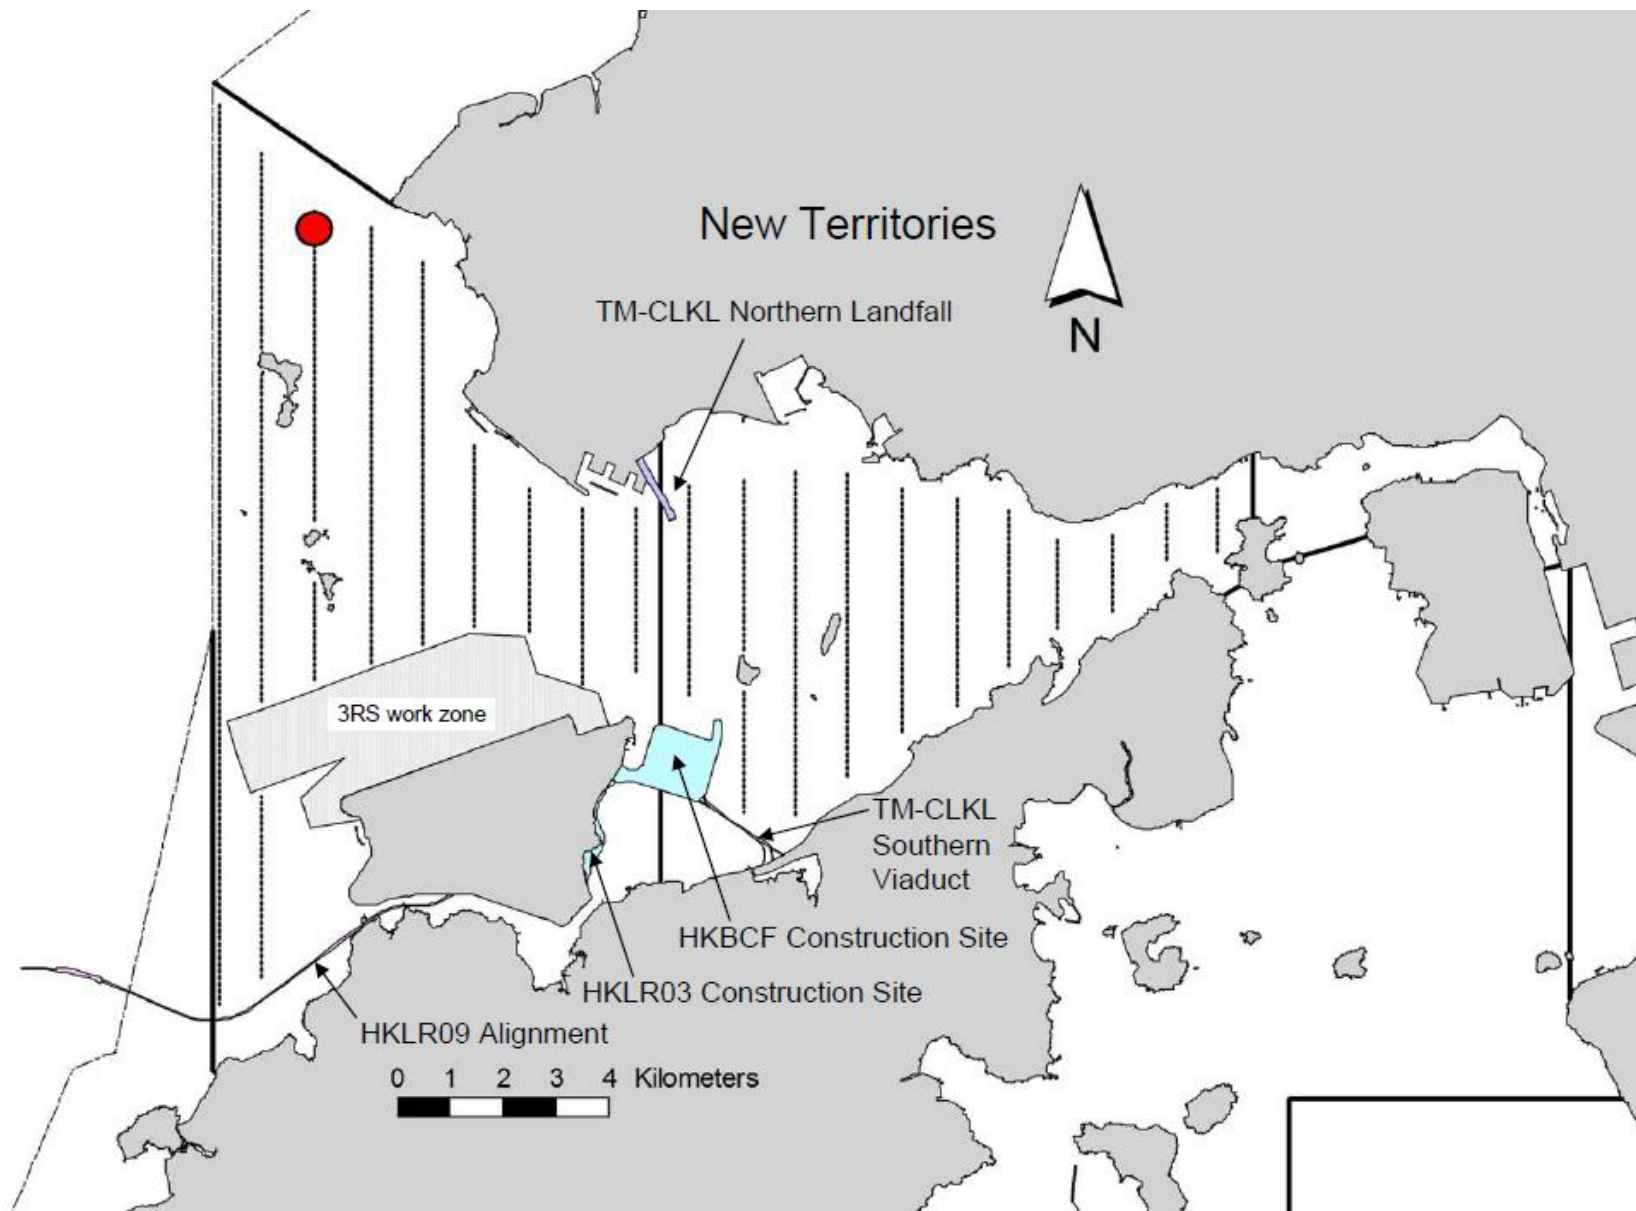 New Territories
TM-CLKL Northern Landfall
N
3RS work zone
TM-CLKL
Southern
Viaduct
HKBCF Construction Site
HKLR03 Construction Site
HKLR09 Alignment
0 1 2 3 4 Kilometers